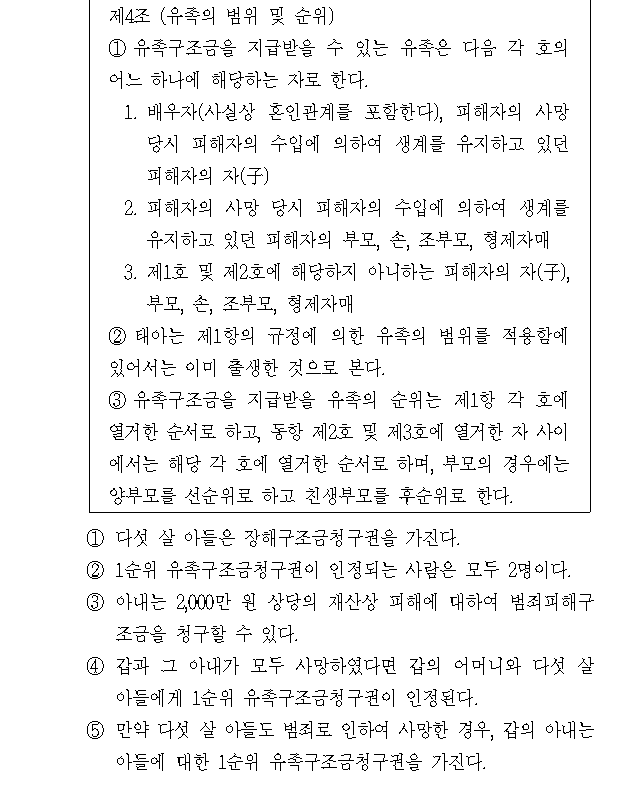 제4조 (유족의 범위 및 순위)
① 유족구조금을 지급받을 수 있는 유족은 다음 각 호의
어느 하나에 해당하는 자로 한다.
1. 배우자(사실상 혼인관계를 포함한다), 피해자의 사망
당시 피해자의 수입에 의하여 생계를 유지하고 있던
피해자의 자(子)
2. 피해자의 사망 당시 피해자의 수입에 의하여 생계를
유지하고 있던 피해자의 부모, 손, 조부모, 형제자매
3. 제1호 및 제2호에 해당하지 아니하는 피해자의 자(子),
부모, 손, 조부모, 형제자매
② 태아는 제1항의 규정에 의한 유족의 범위를 적용함에
있어서는 이미 출생한 것으로 본다.
③ 유족구조금을 지급받을 유족의 순위는 제1항 각 호에
열거한 순서로 하고, 동항 제2호 및 제3호에 열거한 자 사이
에서는 해당 각 호에 열거한 순서로 하며, 부모의 경우에는
양부모를 선순위로 하고 친생부모를 후순위로 한다.
① 다섯 살 아들은 장해구조금청구권을 가진다.
② 1순위 유족구조금청구권이 인정되는 사람은 모두 2명이다.
③ 아내는 2,000만 원 상당의 재산상 피해에 대하여 범죄피해구
조금을 청구할 수 있다.
④ 갑과 그 아내가 모두 사망하였다면 갑의 어머니와 다섯 살
아들에게 1순위 유족구조금청구권이 인정된다.
⑤ 만약 다섯 살 아들도 범죄로 인하여 사망한 경우, 갑의 아내는
아들에 대한 1순위 유족구조금청구권을 가진다.